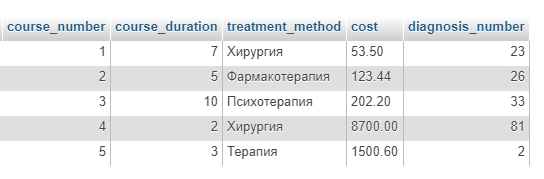 course_number course_duration treatment_method cost diagnosis_number
1 7 Хирургия 53.50 23
2 5 Фармакотерапия 123.44 26
3 10 Психотерапия 202.20 33
4 2 Хирургия 8700.00 81
5 3 Терапия 1500.60 2